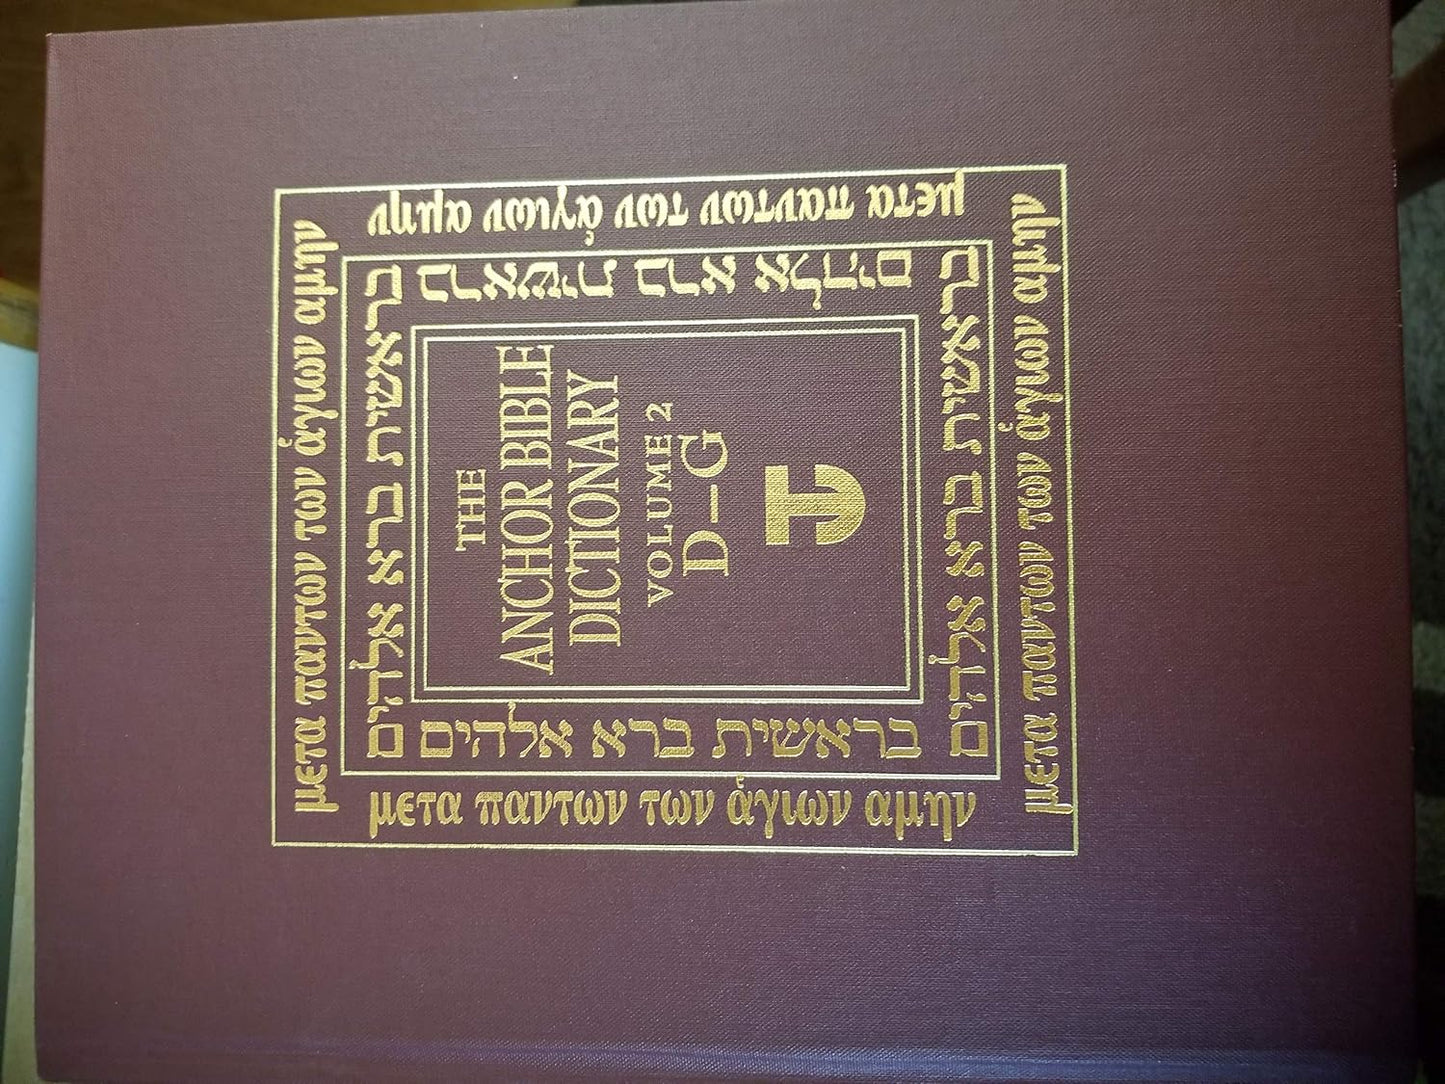 μετα παντων των ἁγιων αμην
בראשית ברא אלהים
THE
ANCHOR BIBLE
DICTIONARY
VOLUME 2
D–G
בראשית ברא אלהים
μετα παντων των ἁγιων αμην
μετα παντων των ἁγιων αμην
בראשית ברא אלהים
בראשית ברא אלהים
μετα παντων των ἁγιων αμην